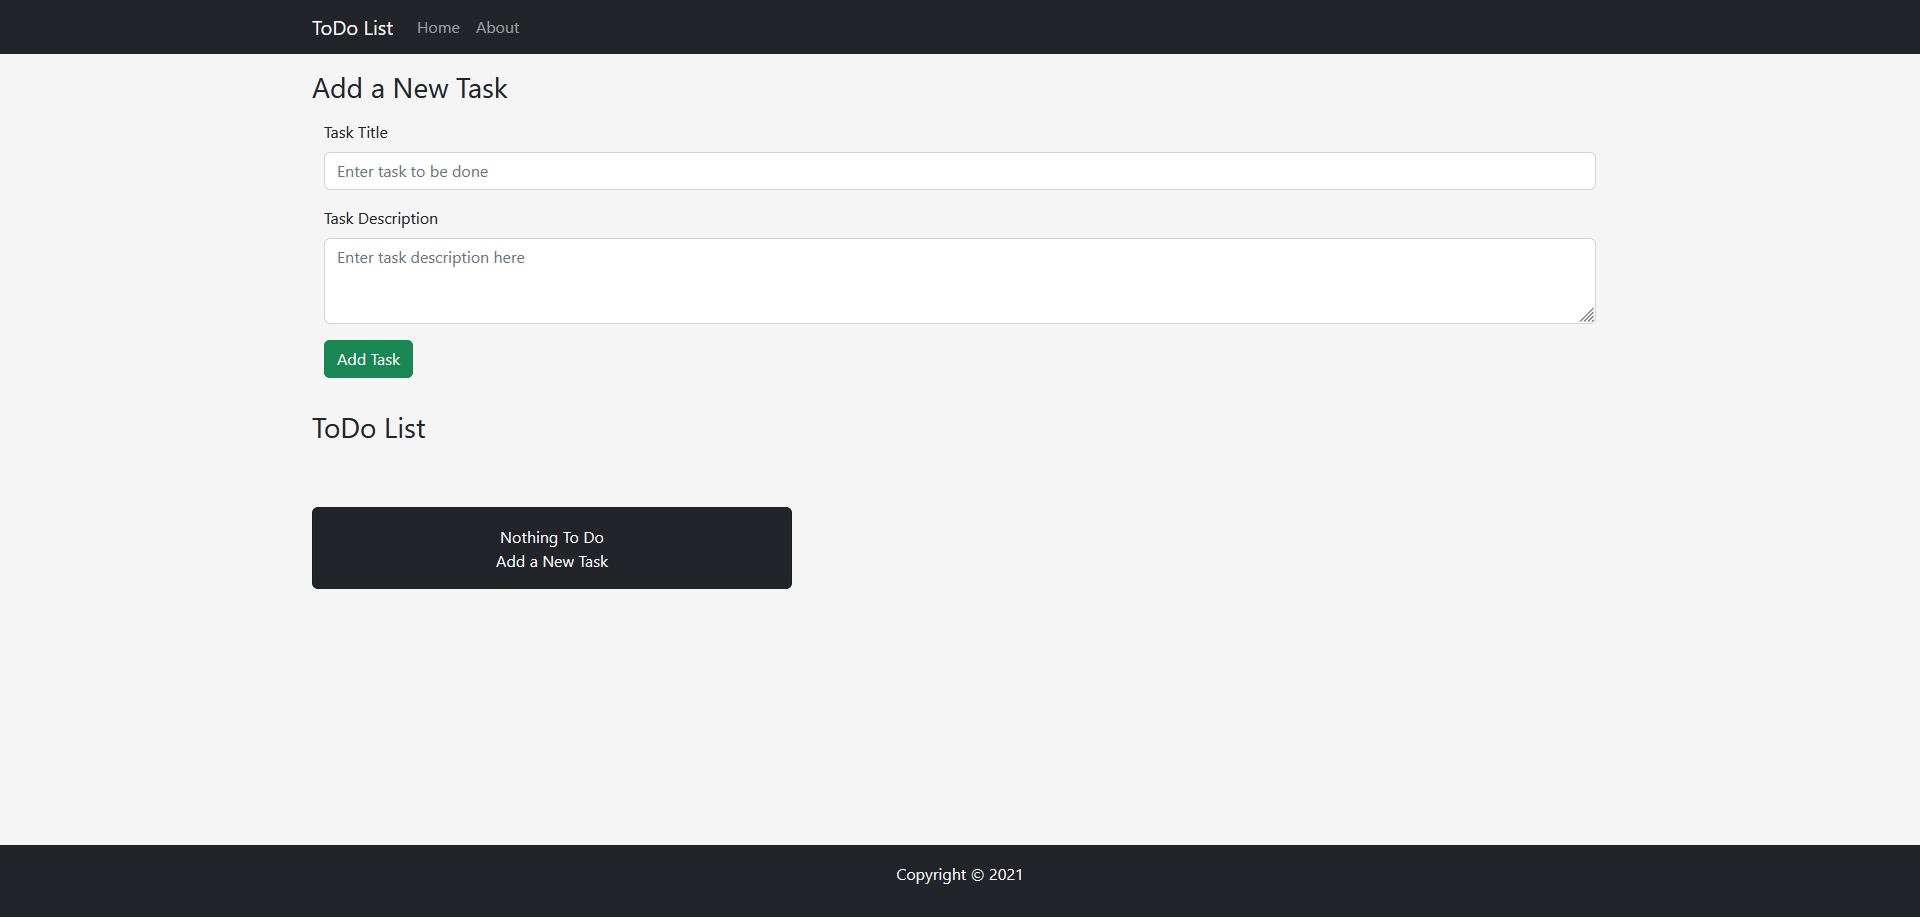 ToDo List Home About
Add a New Task
Task Title
Enter task to be done
Task Description
Enter task description here
Add Task
ToDo List
Nothing To Do
Add a New Task
Copyright © 2021